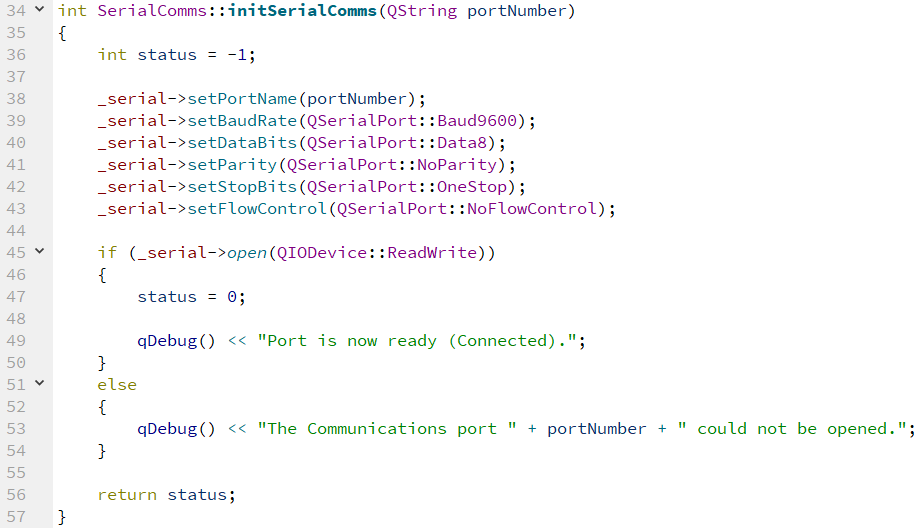 34 int SerialComms::initSerialComms(QString portNumber)
35 {
36     int status = -1;
37
38     _serial->setPortName(portNumber);
39     _serial->setBaudRate(QSerialPort::Baud9600);
40     _serial->setDataBits(QSerialPort::Data8);
41     _serial->setParity(QSerialPort::NoParity);
42     _serial->setStopBits(QSerialPort::OneStop);
43     _serial->setFlowControl(QSerialPort::NoFlowControl);
44
45     if (_serial->open(QIODevice::ReadWrite))
46     {
47         status = 0;
48
49         qDebug() << "Port is now ready (Connected).";
50     }
51     else
52     {
53         qDebug() << "The Communications port " + portNumber + " could not be opened.";
54     }
55
56     return status;
57 }